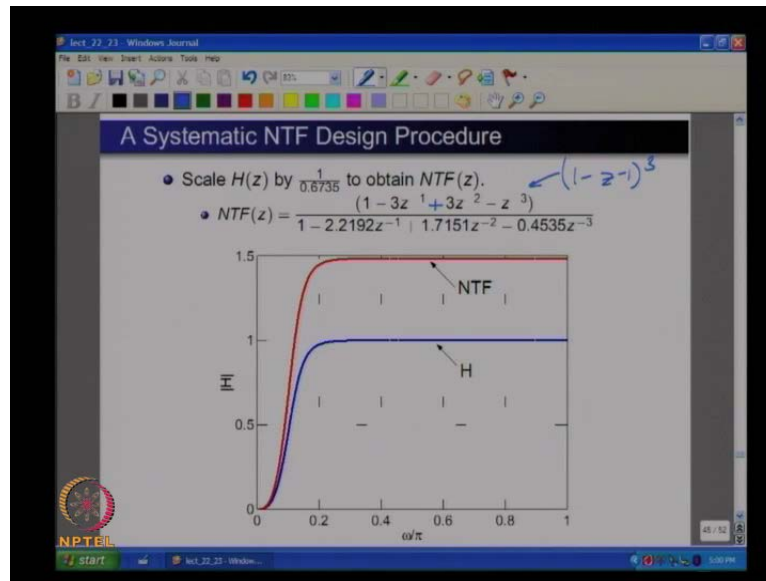 lect_22_23 - Windows Journal
File Edit View Insert Actions Tools Help
83%
B I
A Systematic NTF Design Procedure
• Scale H(z) by 1/0.6735 to obtain NTF(z).
(1 - z-1)^3
• NTF(z) = (1 - 3z 1 + 3z 2 - z 3) / 1 - 2.2192z^-1 | 1.7151z^-2 - 0.4535z^-3
1.5
NTF
1
H
|H|
0.5
0
0 0.2 0.4 0.6 0.8 1
ω/π
NPTEL
48 / 52
start
lect_22_23 - Window...
5:00 PM